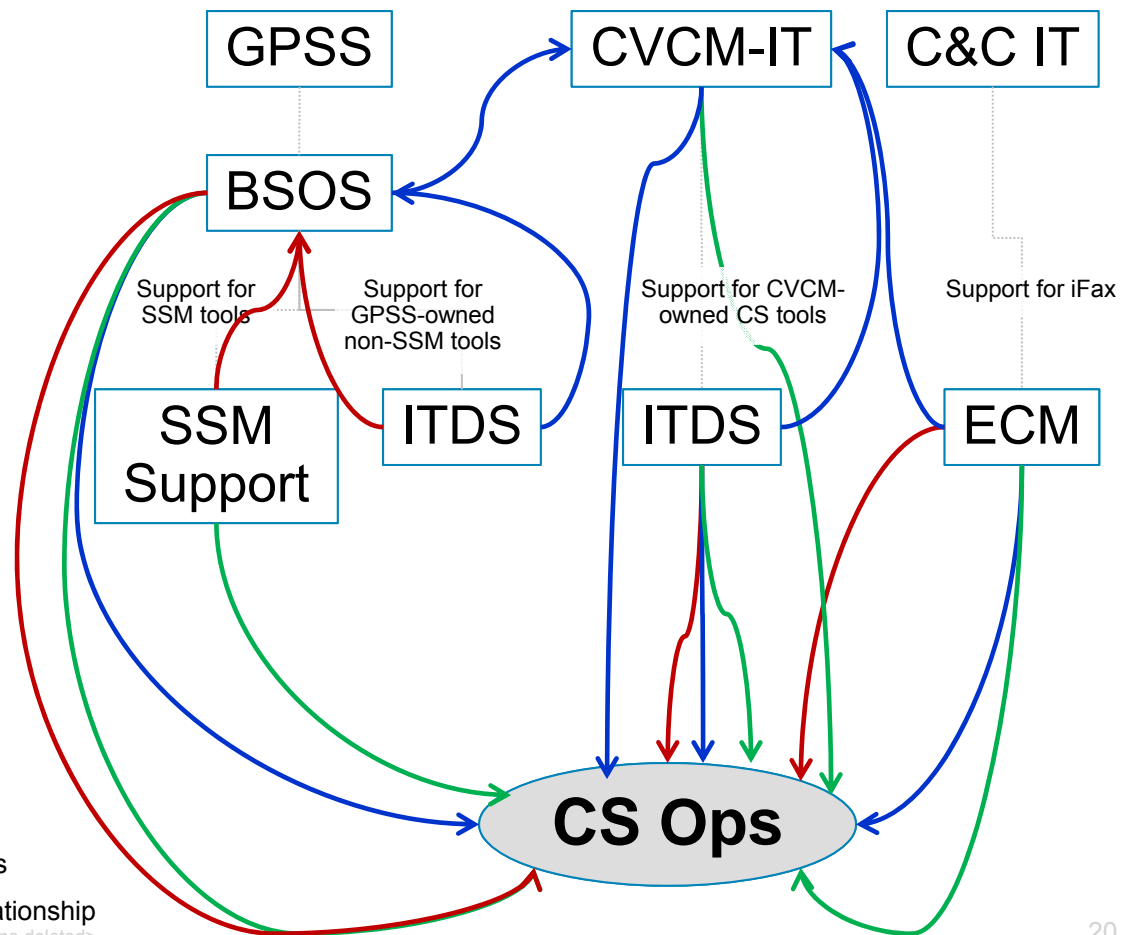 GPSS
CVCM-IT
C&C IT
BSOS
Support for
SSM tools
Support for
GPSS-owned
non-SSM tools
Support for CVCM-
owned CS tools
Support for iFax
SSM
Support
ITDS
ITDS
ECM
CS Ops
20